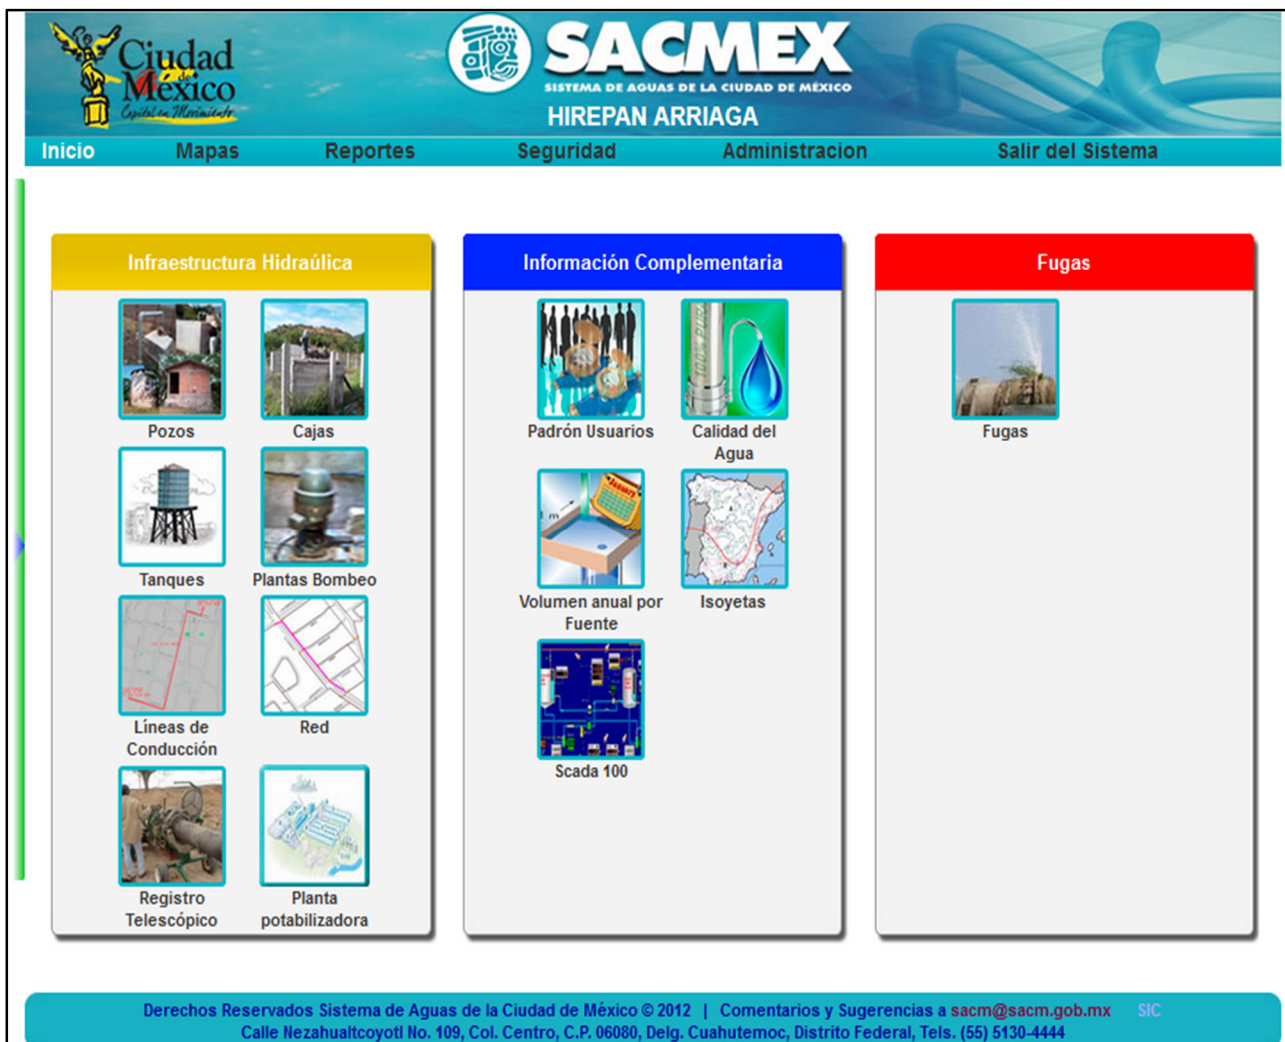 Ciudad
de
México
Capital en Movimiento
SACMEX
SISTEMA DE AGUAS DE LA CIUDAD DE MÉXICO
HIREPAN ARRIAGA
Inicio Mapas Reportes Seguridad Administracion Salir del Sistema
Infraestructura Hidraúlica
Pozos Cajas
Tanques Plantas Bombeo
Líneas de Conducción Red
Registro Telescópico Planta potabilizadora
Información Complementaria
100% PUR
Padrón Usuarios Calidad del Agua
January
1 m
Volumen anual por Fuente Isoyetas
Scada 100
Fugas
Fugas
Derechos Reservados Sistema de Aguas de la Ciudad de México © 2012 | Comentarios y Sugerencias a sacm@sacm.gob.mx SIC
Calle Nezahualtcoyotl No. 109, Col. Centro, C.P. 06080, Delg. Cuahutemoc, Distrito Federal, Tels. (55) 5130-4444